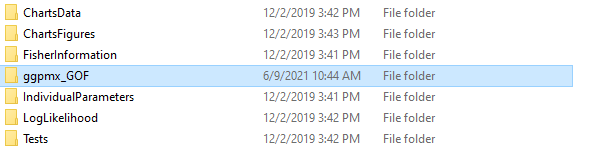 ChartsData 12/2/2019 3:42 PM File folder
ChartsFigures 12/2/2019 3:43 PM File folder
FisherInformation 12/2/2019 3:41 PM File folder
ggpmx_GOF 6/9/2021 10:44 AM File folder
IndividualParameters 12/2/2019 3:41 PM File folder
LogLikelihood 12/2/2019 3:42 PM File folder
Tests 12/2/2019 3:42 PM File folder